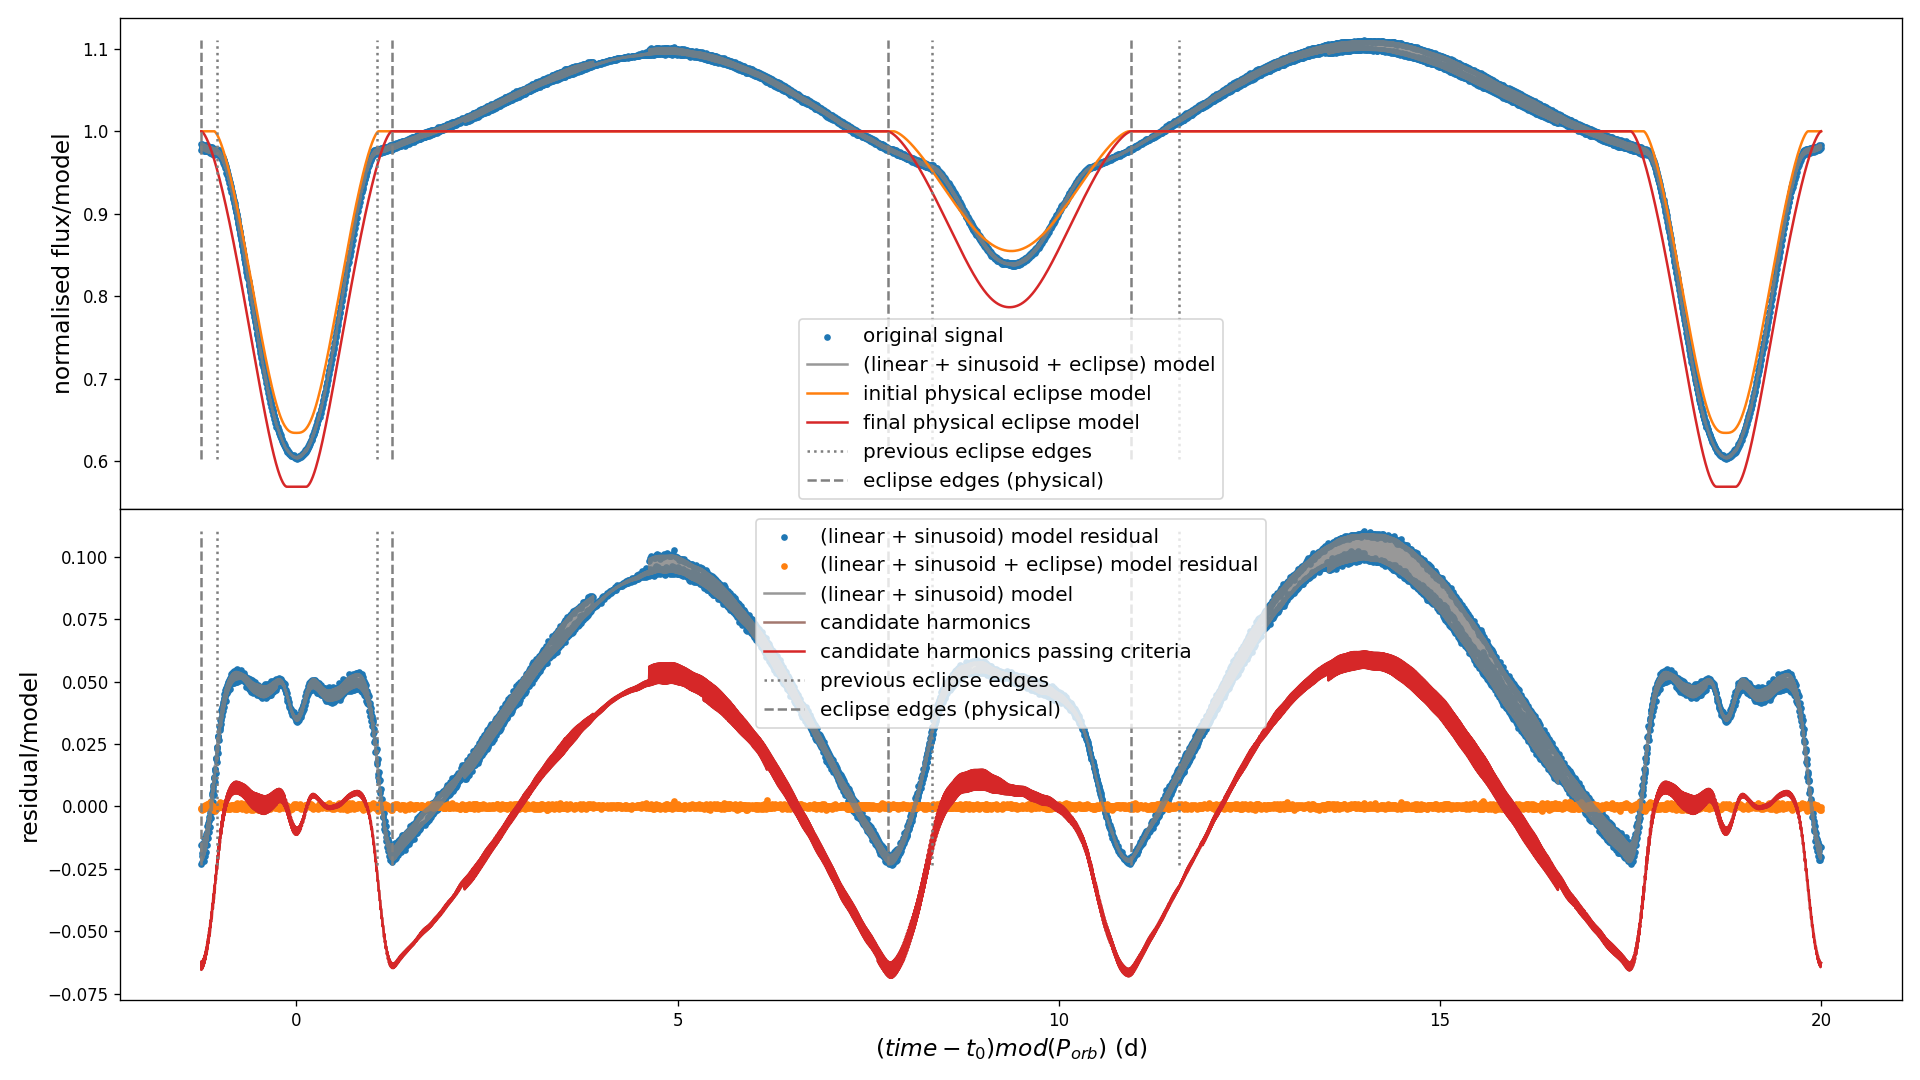 1.1
1.0
0.9
0.8
0.7
0.6
normalised flux/model
original signal
(linear + sinusoid + eclipse) model
initial physical eclipse model
final physical eclipse model
previous eclipse edges
eclipse edges (physical)
0.100
0.075
0.050
0.025
0.000
−0.025
−0.050
−0.075
residual/model
(linear + sinusoid) model residual
(linear + sinusoid + eclipse) model residual
(linear + sinusoid) model
candidate harmonics
candidate harmonics passing criteria
previous eclipse edges
eclipse edges (physical)
0 5 10 15 20
(time − t₀)mod(P_orb) (d)